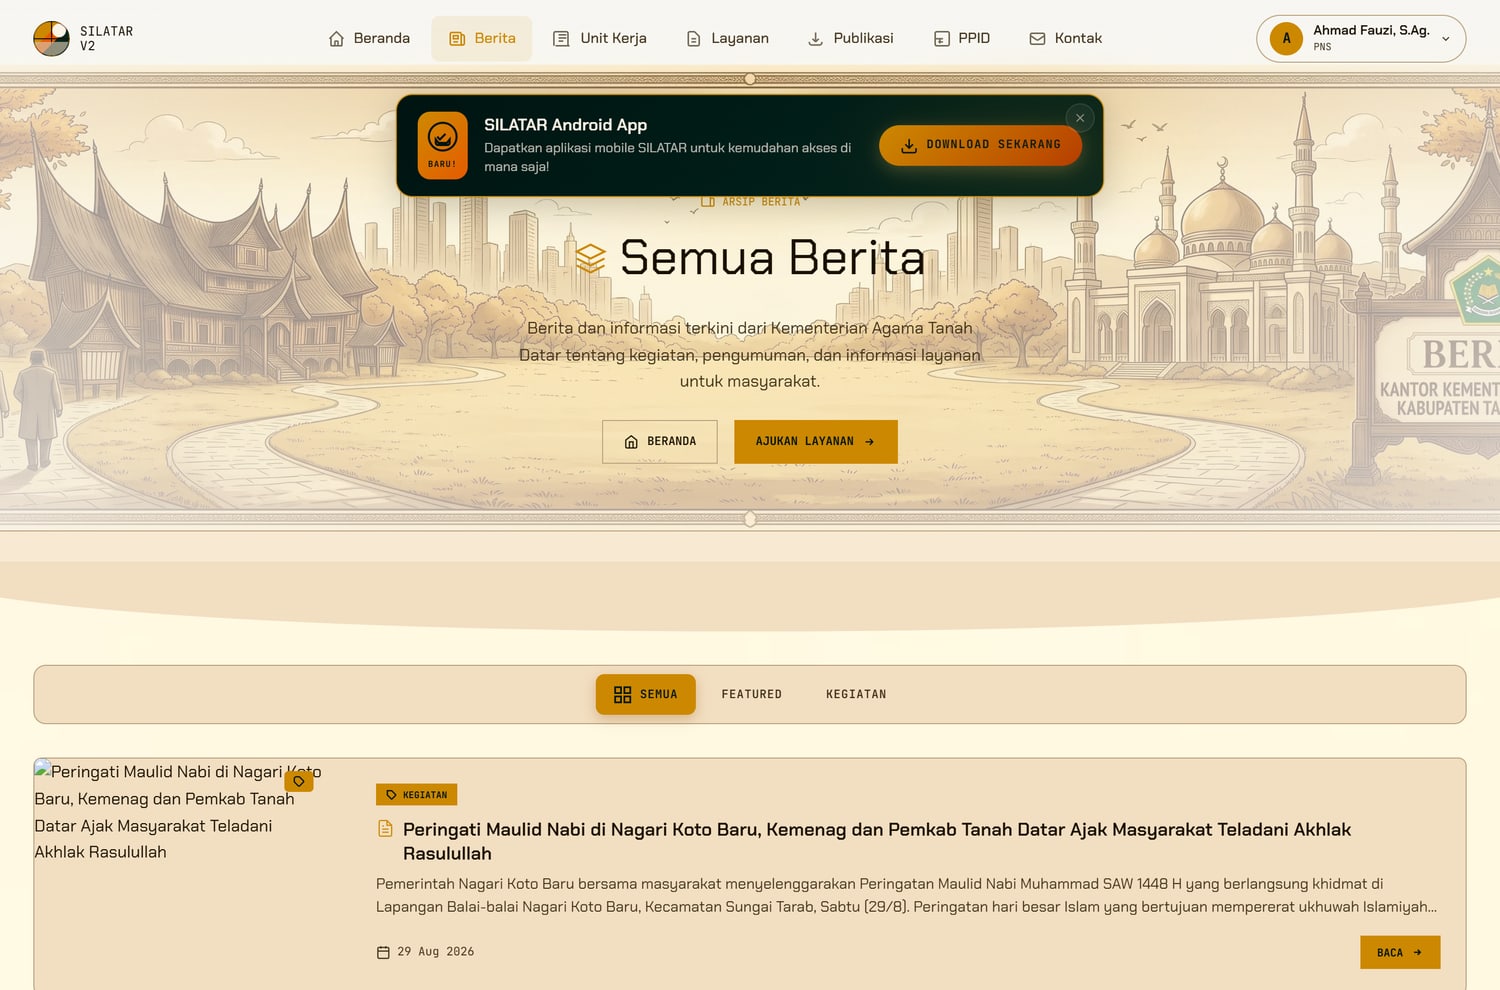 SILATAR
V2
Beranda
Berita
Unit Kerja
Layanan
Publikasi
PPID
Kontak
A
Ahmad Fauzi, S.Ag.
PNS
BARU!
SILATAR Android App
Dapatkan aplikasi mobile SILATAR untuk kemudahan akses di
mana saja!
DOWNLOAD SEKARANG
ARSIP BERITA
Semua Berita
Berita dan informasi terkini dari Kementerian Agama Tanah
Datar tentang kegiatan, pengumuman, dan informasi layanan
untuk masyarakat.
BERANDA
AJUKAN LAYANAN
BER
KANTOR KEMENT
KABUPATEN TA
SEMUA
FEATURED
KEGIATAN
Peringati Maulid Nabi di Nagari Koto
Baru, Kemenag dan Pemkab Tanah
Datar Ajak Masyarakat Teladani
Akhlak Rasulullah
KEGIATAN
Peringati Maulid Nabi di Nagari Koto Baru, Kemenag dan Pemkab Tanah Datar Ajak Masyarakat Teladani Akhlak
Rasulullah
Pemerintah Nagari Koto Baru bersama masyarakat menyelenggarakan Peringatan Maulid Nabi Muhammad SAW 1448 H yang berlangsung khidmat di
Lapangan Balai-balai Nagari Koto Baru, Kecamatan Sungai Tarab, Sabtu (29/8). Peringatan hari besar Islam yang bertujuan mempererat ukhuwah Islamiyah...
29 Aug 2026
BACA